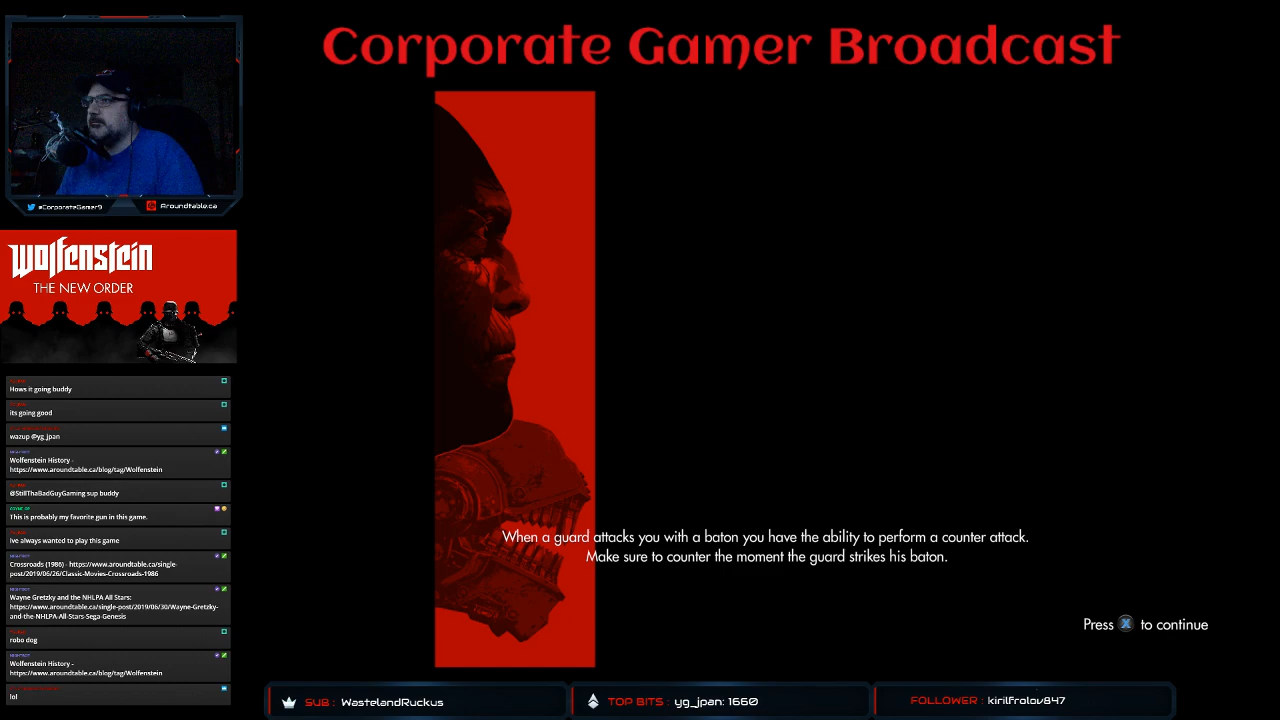 Corporate Gamer Broadcast
@CorporateGamer9
Aroundtable.ca
Wolfenstein
THE NEW ORDER
Hows it going buddy
its going good
wazup @yg_jpan
Wolfenstein History -
https://www.aroundtable.ca/blog/tag/Wolfenstein
@StillThaBadGuyGaming sup buddy
This is probably my favorite gun in this game.
ive always wanted to play this game
Crossroads (1986) - https://www.aroundtable.ca/single-
post/2019/06/26/Classic-Movies-Crossroads-1986
Wayne Gretzky and the NHLPA All Stars:
https://www.aroundtable.ca/single-post/2019/06/30/Wayne-Gretzky-
and-the-NHLPA-All-Stars-Sega-Genesis
robo dog
Wolfenstein History -
https://www.aroundtable.ca/blog/tag/Wolfenstein
lol
When a guard attacks you with a baton you have the ability to perform a counter attack.
Make sure to counter the moment the guard strikes his baton.
Press X to continue
SUB : WastelandRuckus
TOP BITS : yg_jpan: 1660
FOLLOWER : kirilfrolov847